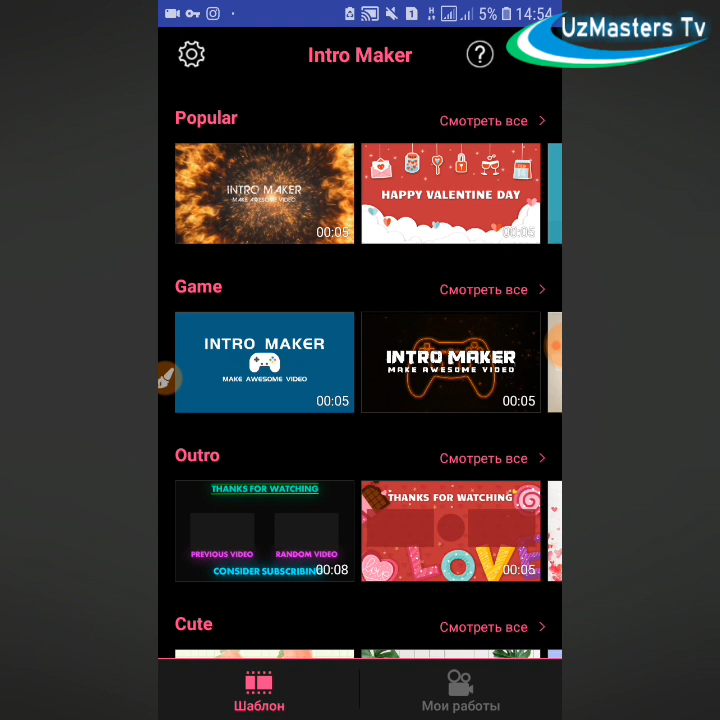 5% 14:54
UzMasters Tv
Intro Maker
?
Popular
Смотреть все
INTRO MAKER
MAKE AWESOME VIDEO
00:05
HAPPY VALENTINE DAY
00:05
Game
Смотреть все
INTRO MAKER
MAKE AWESOME VIDEO
00:05
INTRO MAKER
MAKE AWESOME VIDEO
00:05
Outro
Смотреть все
THANKS FOR WATCHING
PREVIOUS VIDEO
RANDOM VIDEO
CONSIDER SUBSCRIBING
00:08
THANKS FOR WATCHING
LOVE
00:05
Cute
Смотреть все
Шаблон
Мои работы